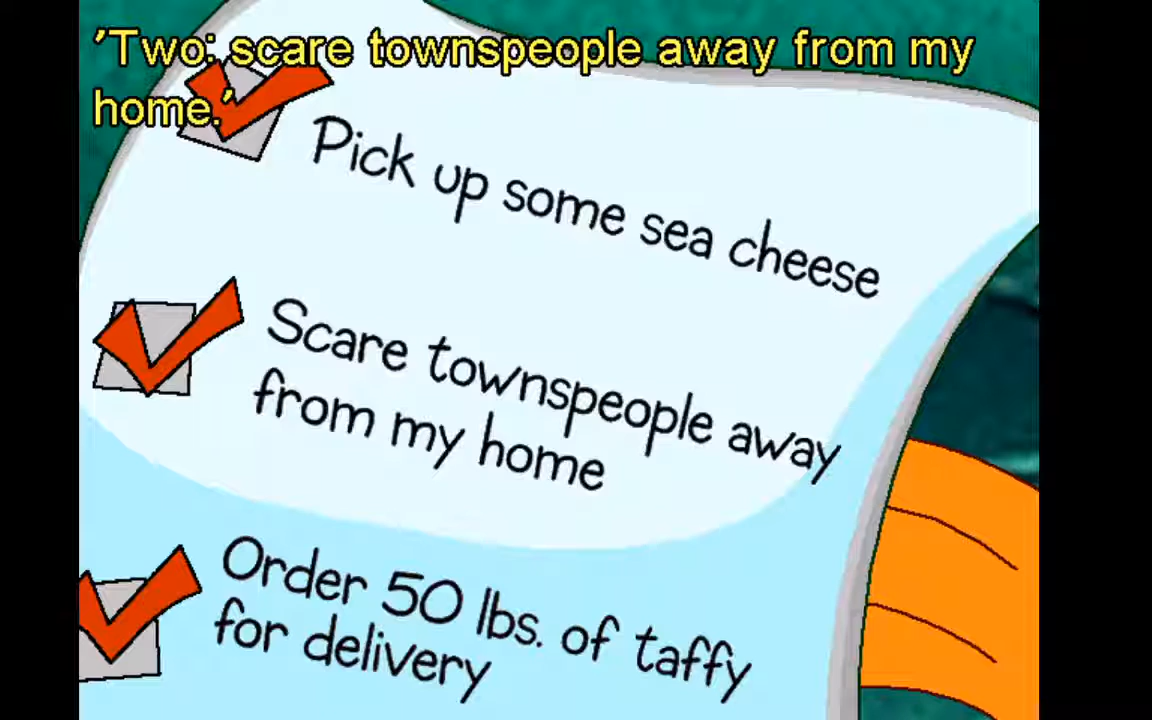 'Two: scare townspeople away from my
home.'
Pick up some sea cheese
Scare townspeople away
from my home
Order 50 lbs. of taffy
for delivery